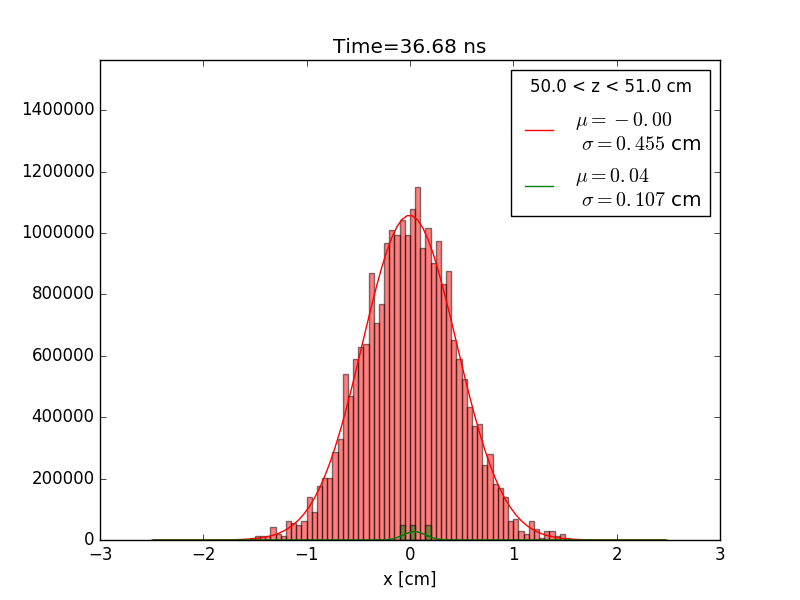 Time=36.68 ns
50.0 < z < 51.0 cm
μ = −0.00
σ = 0.455 cm
μ = 0.04
σ = 0.107 cm
1400000
1200000
1000000
800000
600000
400000
200000
0
−3 −2 −1 0 1 2 3
x [cm]